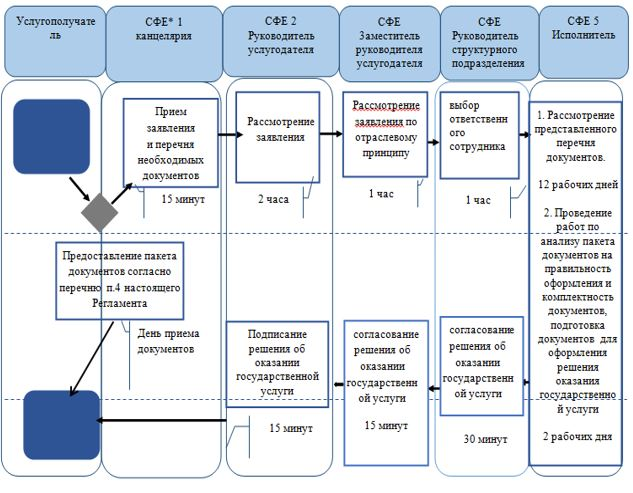 Услугополучате
ль
СФЕ* 1
канцелярия
СФЕ 2
Руководитель
услугодателя
СФЕ
Заместитель
руководителя
услугодателя
СФЕ
Руководитель
структурного
подразделения
СФЕ 5
Исполнитель
Прием
заявления
и перечня
необходимых
документов
15 минут
Рассмотрение
заявления
2 часа
Рассмотрение
заявления по
отраслевому
принципу
1 час
выбор
ответственн
ого
сотрудника
1 час
1. Рассмотрение
представленного
перечня
документов.
12 рабочих дней
2. Проведение
работ по
анализу пакета
документов на
правильность
оформления и
комплектность
документов,
подготовка
документов для
оформления
решения
оказания
государственно
й услуги
2 рабочих дня
Предоставление пакета
документов согласно
перечню п.4 настоящего
Регламента
День приема
документов
Подписание
решения об
оказании
государственной
услуги
15 минут
согласование
решения об
оказании
государственн
ой услуги
15 минут
согласование
решения об
оказании
государственн
ой услуги
30 минут